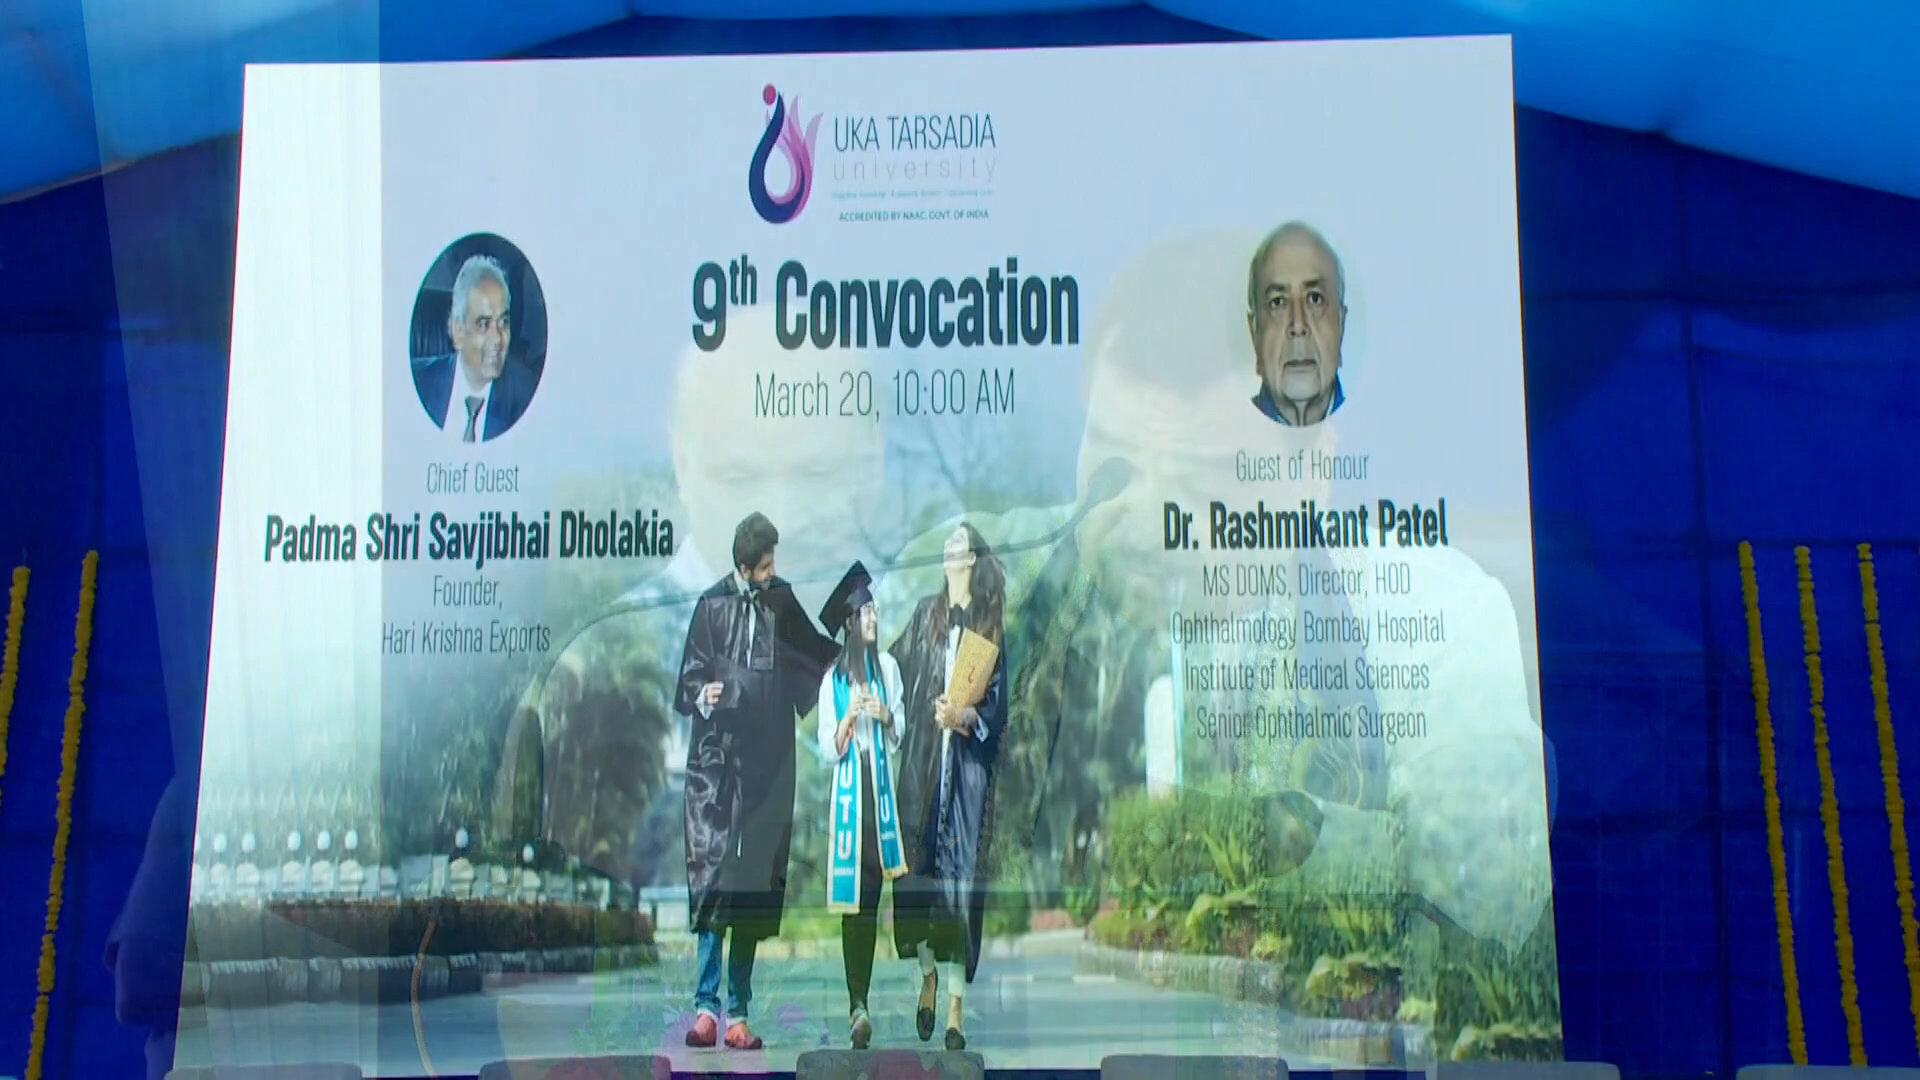 UKA TARSADIA
university
ACCREDITED BY NAAC, GOVT. OF INDIA
9th Convocation
March 20, 10:00 AM
Chief Guest
Padma Shri Savjibhai Dholakia
Founder,
Hari Krishna Exports
Guest of Honour
Dr. Rashmikant Patel
MS DOMS, Director, HOD
Ophthalmology Bombay Hospital
Institute of Medical Sciences
Senior Ophthalmic Surgeon
UTU
UTU